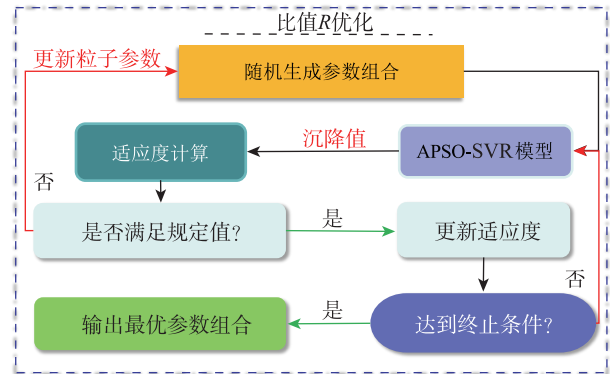 比值R优化
更新粒子参数
随机生成参数组合
适应度计算
沉降值
APSO-SVR模型
否
是否满足规定值?
是
更新适应度
否
输出最优参数组合
是
达到终止条件?